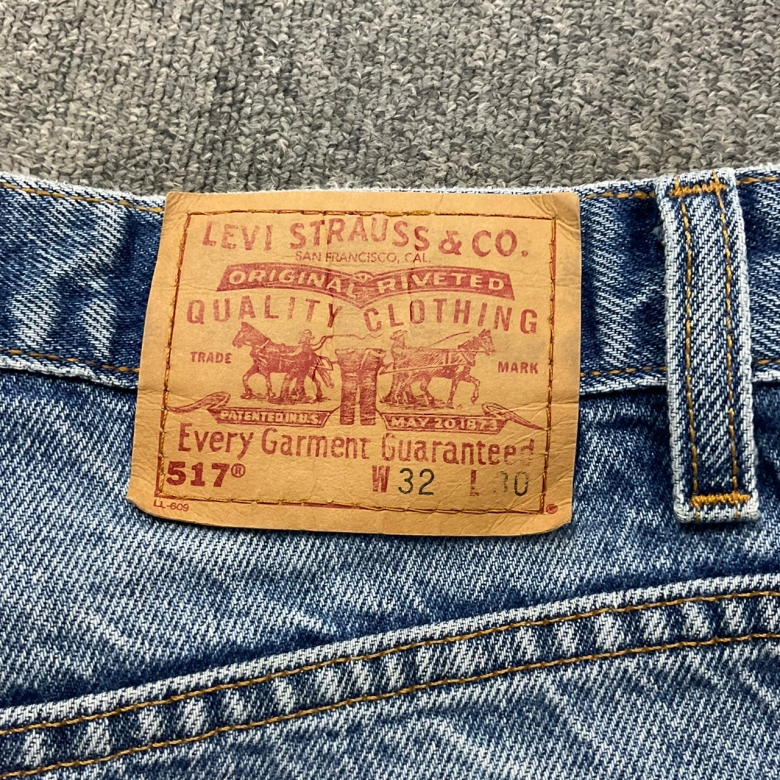 LEVI STRAUSS & CO.
SAN FRANCISCO, CAL.
ORIGINAL RIVETED
QUALITY CLOTHING
TRADE MARK
PATENTED IN U.S. MAY 20 1873
Every Garment Guaranteed
517® W 32 L 30
LL-609